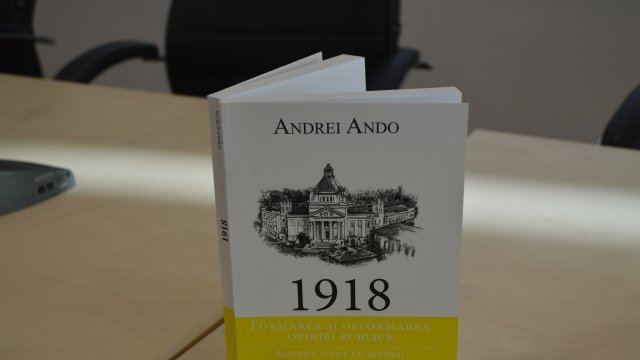 ANDREI ANDO
1918
FORMAREA ȘI DEFORMAREA
OPINIEI PUBLICE
AGENDA UNUI AN ISTORIC
1918